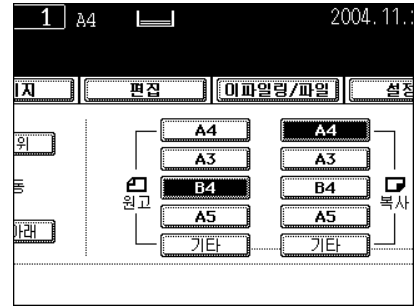 1 A4 2004.11.
지 편집 이파일링/파일 설정
위
A4 A4
A3 A3
동
B4 B4
원고 복사
A5 A5
아래
기타 기타